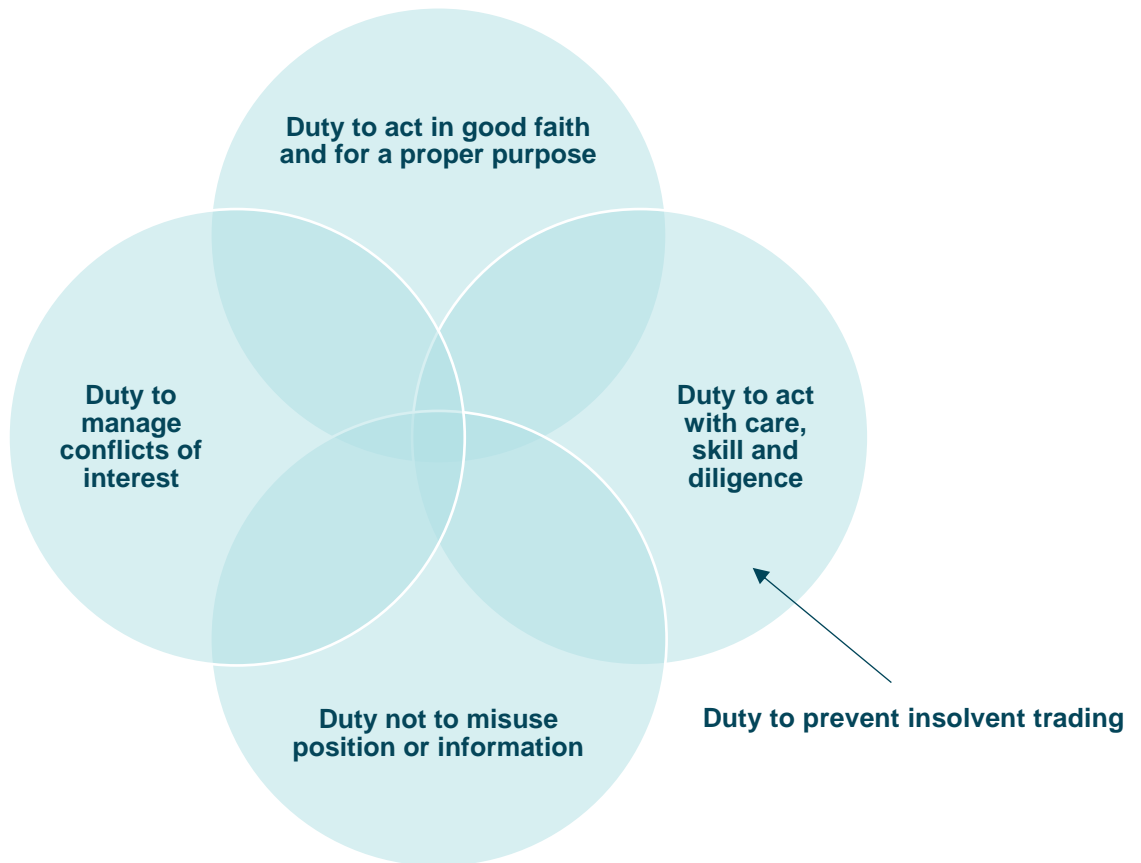 Duty to act in good faith
and for a proper purpose
Duty to
manage
conflicts of
interest
Duty to act
with care,
skill and
diligence
Duty not to misuse
position or information
Duty to prevent insolvent trading